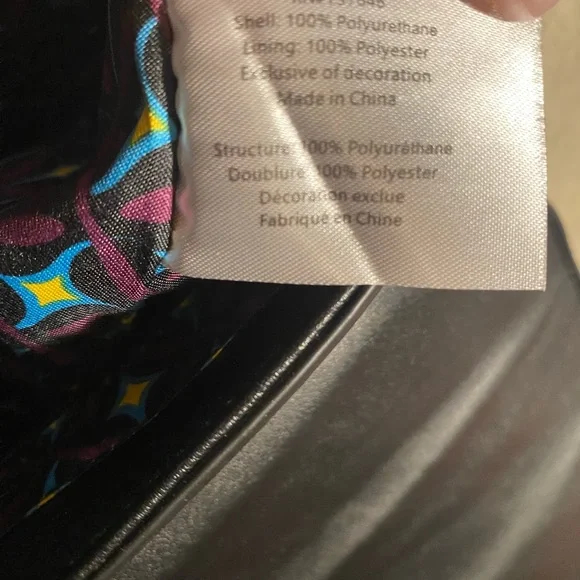 Shell: 100% Polyurethane
Lining: 100% Polyester
Exclusive of decoration
Made in China
Structure: 100% Polyuréthane
Doublure: 100% Polyester
Décoration exclue
Fabriqué en Chine